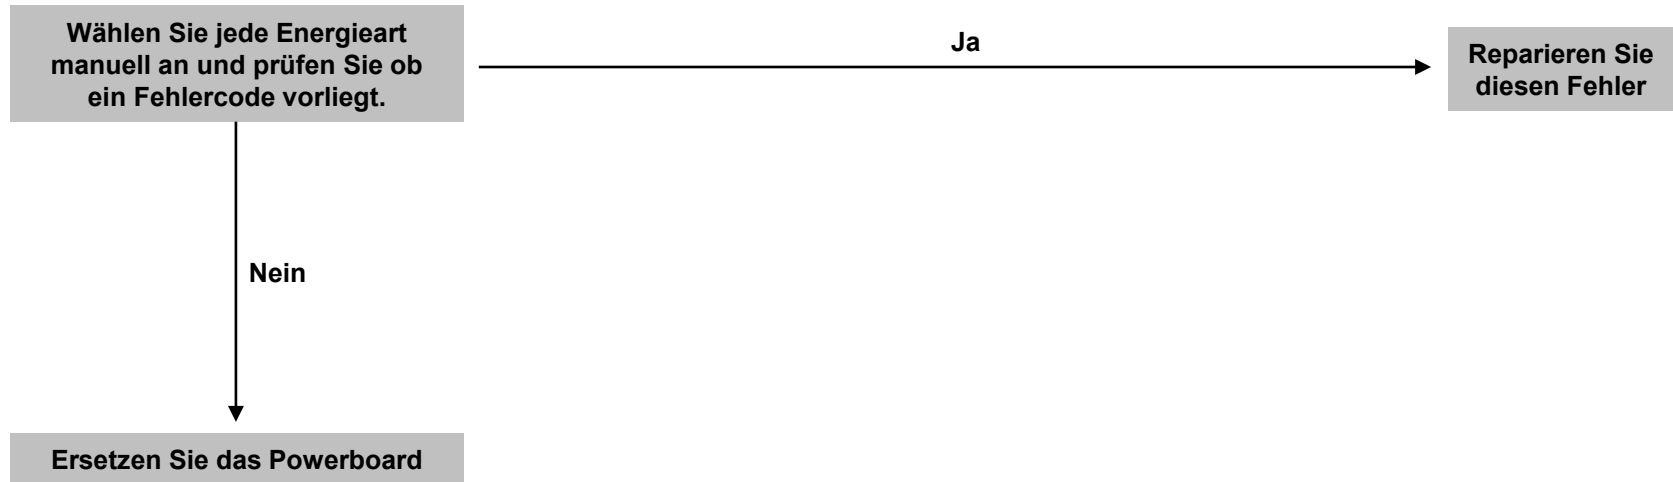 Wählen Sie jede Energieart
manuell an und prüfen Sie ob
ein Fehlercode vorliegt.
Ja
Reparieren Sie
diesen Fehler
Nein
Ersetzen Sie das Powerboard